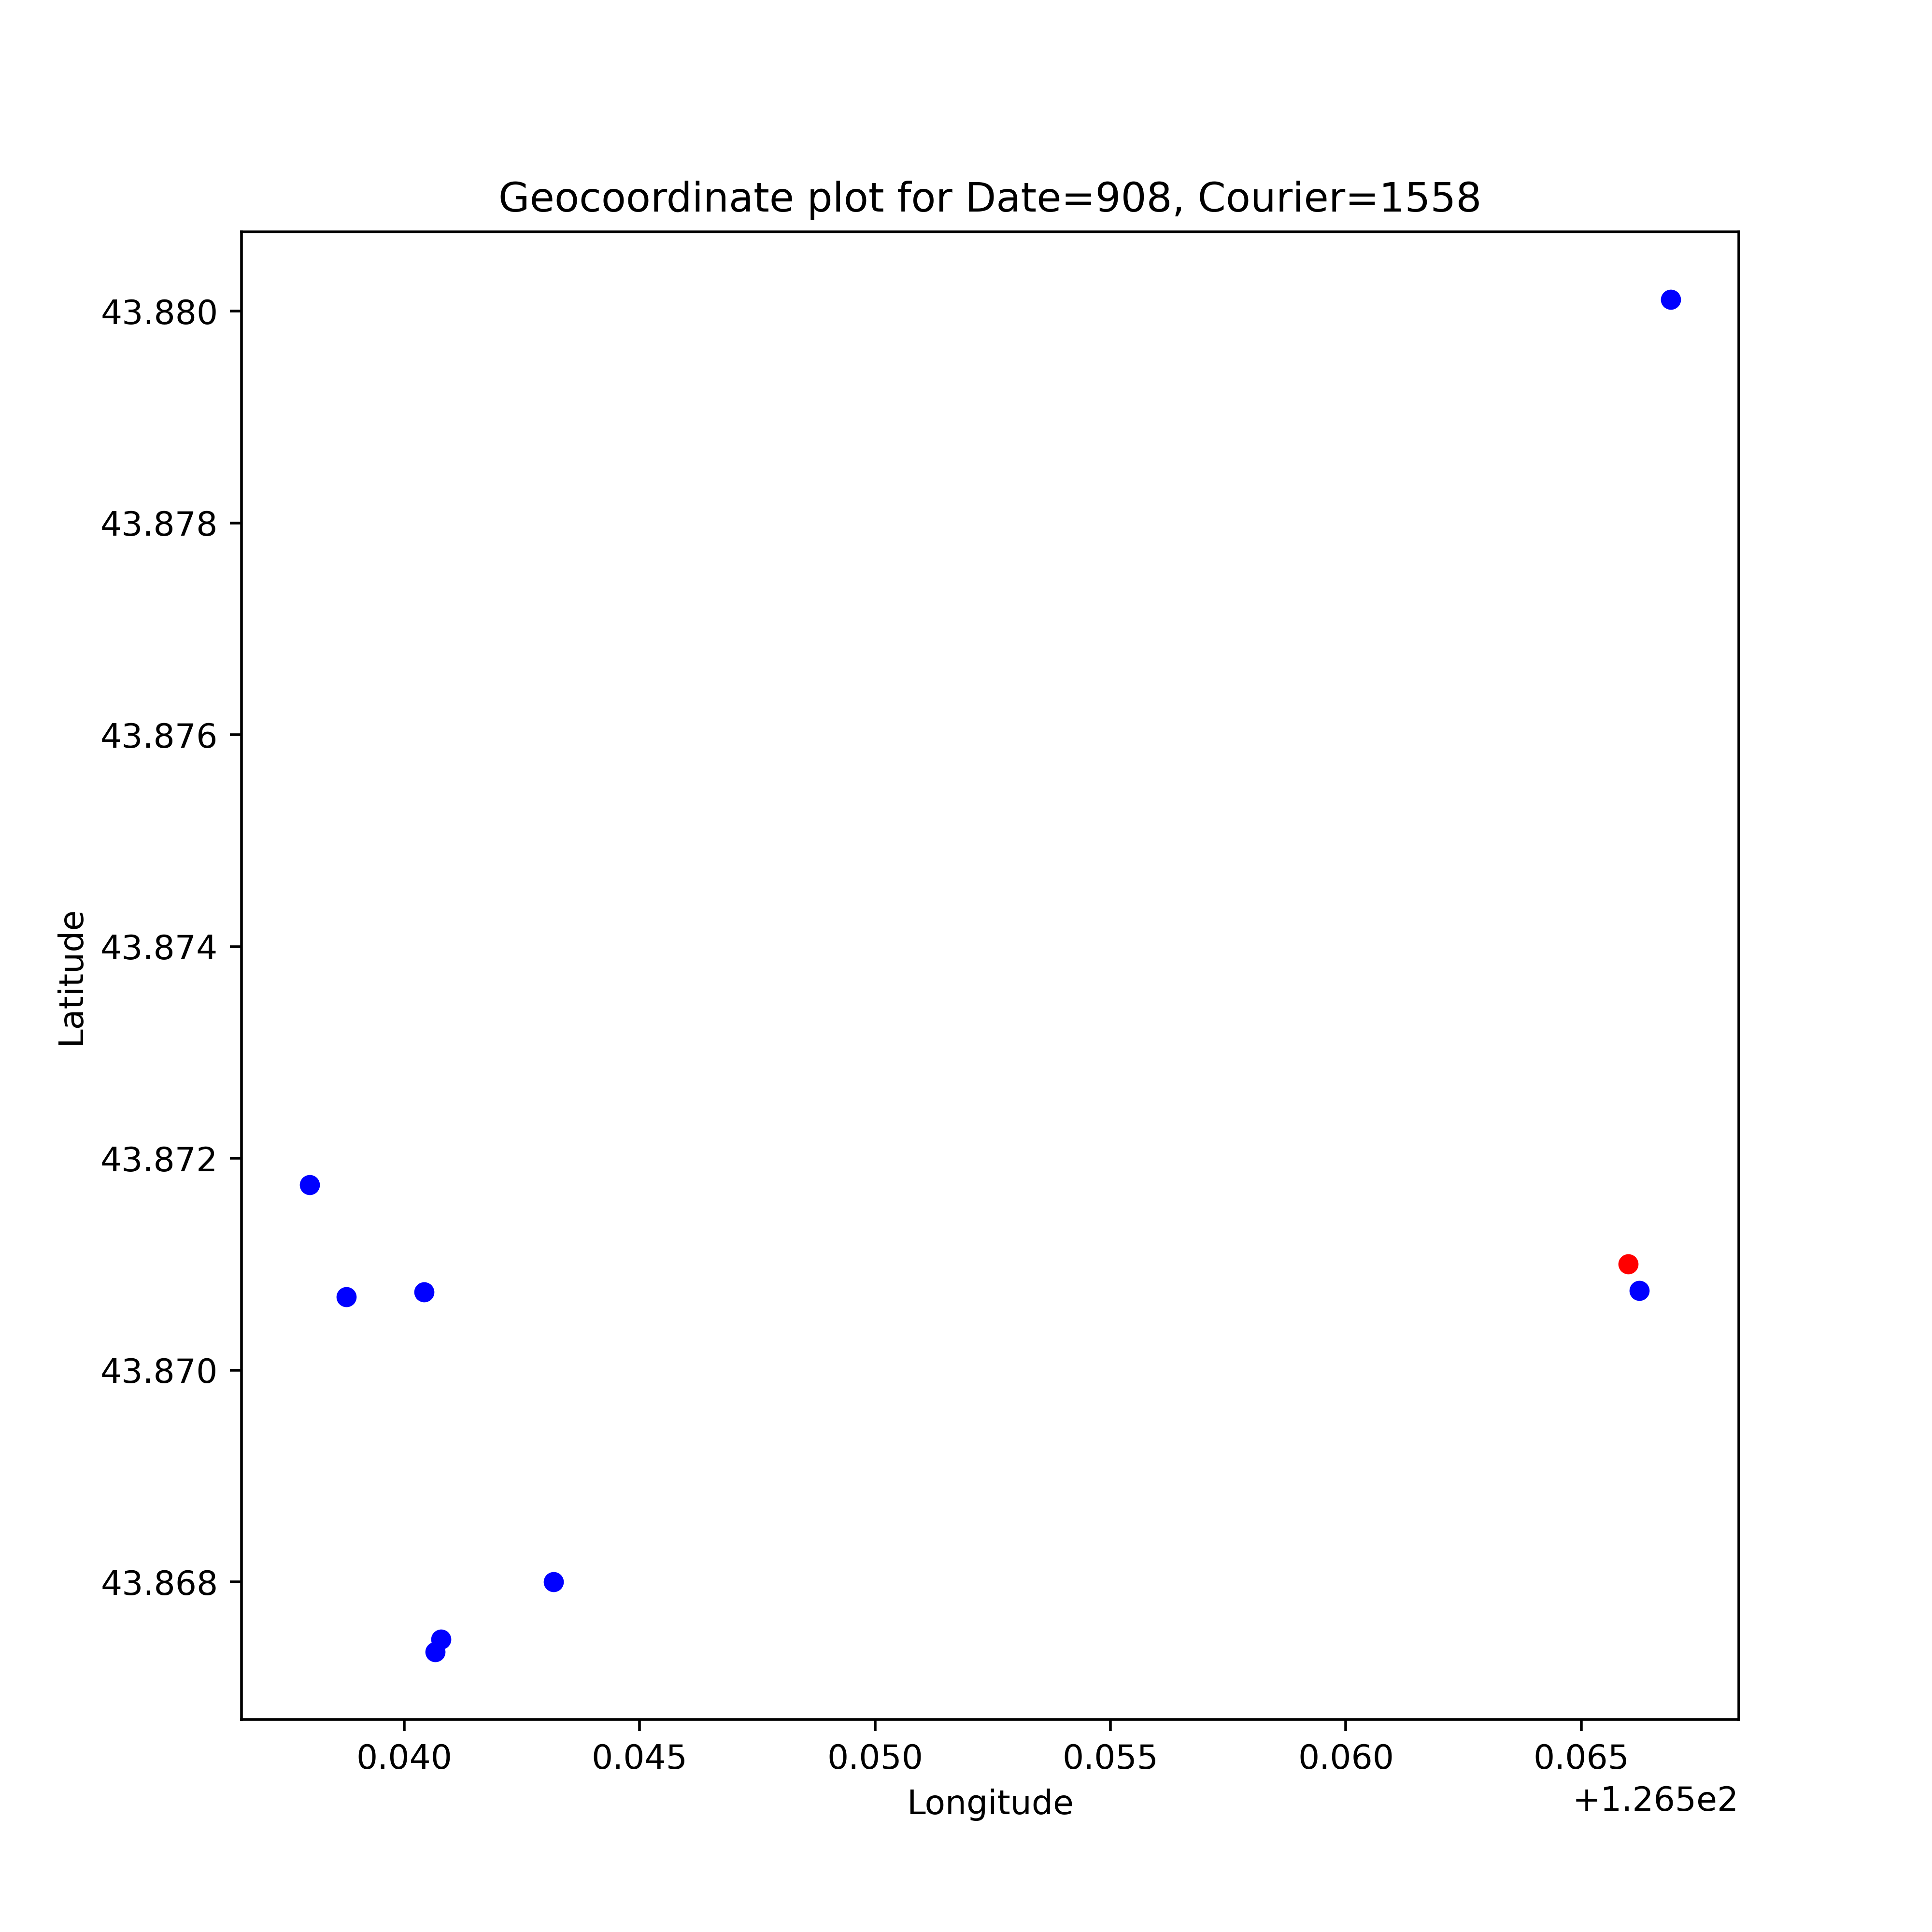 Geocoordinate plot for Date=908, Courier=1558
43.880
43.878
43.876
43.874
43.872
43.870
43.868
Latitude
0.040 0.045 0.050 0.055 0.060 0.065
+1.265e2
Longitude